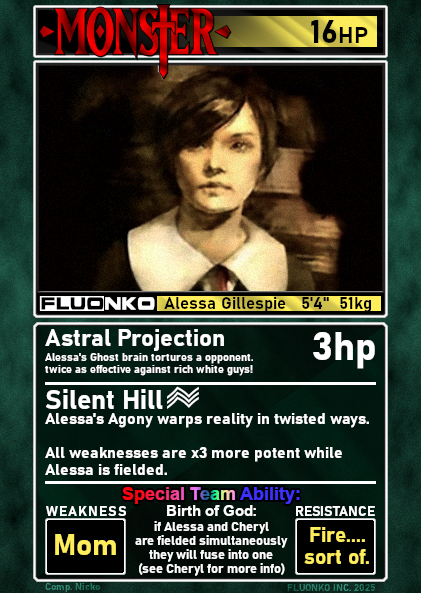 MONSTER
16HP
FLUONKO Alessa Gillespie 5'4" 51kg
Astral Projection
3hp
Alessa's Ghost brain tortures a opponent.
twice as effective against rich white guys!
Silent Hill
Alessa's Agony warps reality in twisted ways.
All weaknesses are x3 more potent while
Alessa is fielded.
Special Team Ability:
WEAKNESS
Mom
Birth of God:
if Alessa and Cheryl
are fielded simultaneously
they will fuse into one
(see Cheryl for more info)
RESISTANCE
Fire....
sort of.
Comp. Nicko
FLUONKO INC. 2025